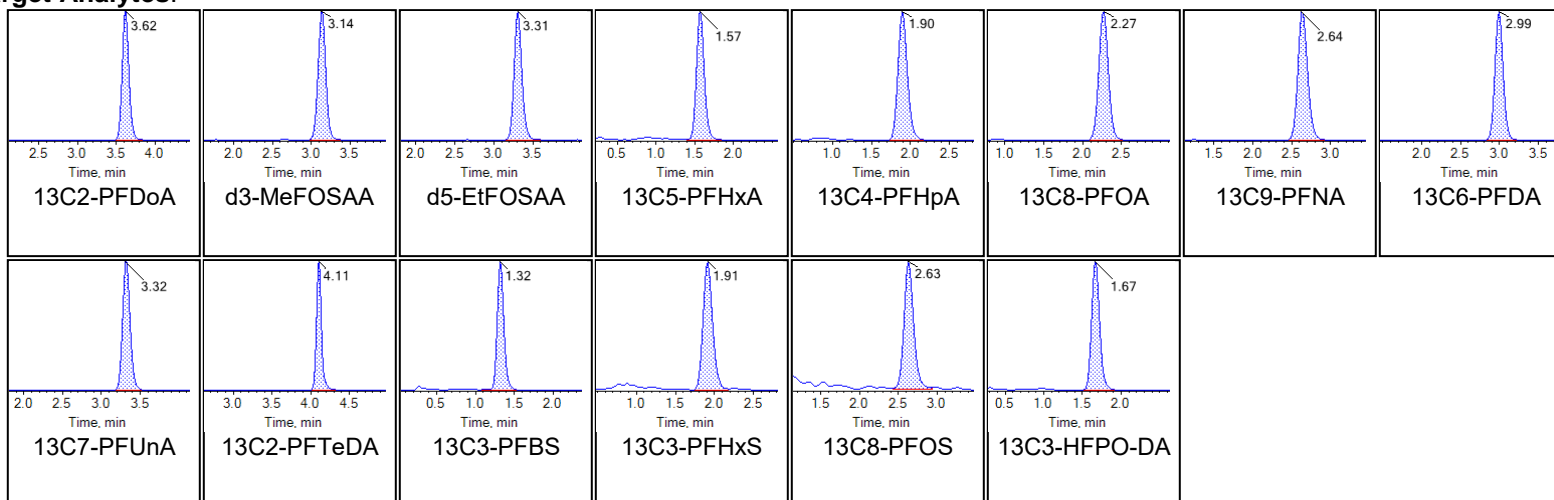 rget Analytes:
3.62 3.14 3.31 1.57 1.90 2.27 2.64 2.99
2.5 3.0 3.5 4.0 2.0 2.5 3.0 3.5 2.0 2.5 3.0 3.5 0.5 1.0 1.5 2.0 1.0 1.5 2.0 2.5 1.0 1.5 2.0 2.5 1.5 2.0 2.5 3.0 2.0 2.5 3.0 3.5
Time, min Time, min Time, min Time, min Time, min Time, min Time, min Time, min
13C2-PFDoA d3-MeFOSAA d5-EtFOSAA 13C5-PFHxA 13C4-PFHpA 13C8-PFOA 13C9-PFNA 13C6-PFDA
3.32 4.11 1.32 1.91 2.63 1.67
2.0 2.5 3.0 3.5 3.0 3.5 4.0 4.5 0.5 1.0 1.5 2.0 1.0 1.5 2.0 2.5 1.5 2.0 2.5 3.0 0.5 1.0 1.5 2.0
Time, min Time, min Time, min Time, min Time, min Time, min
13C7-PFUnA 13C2-PFTeDA 13C3-PFBS 13C3-PFHxS 13C8-PFOS 13C3-HFPO-DA